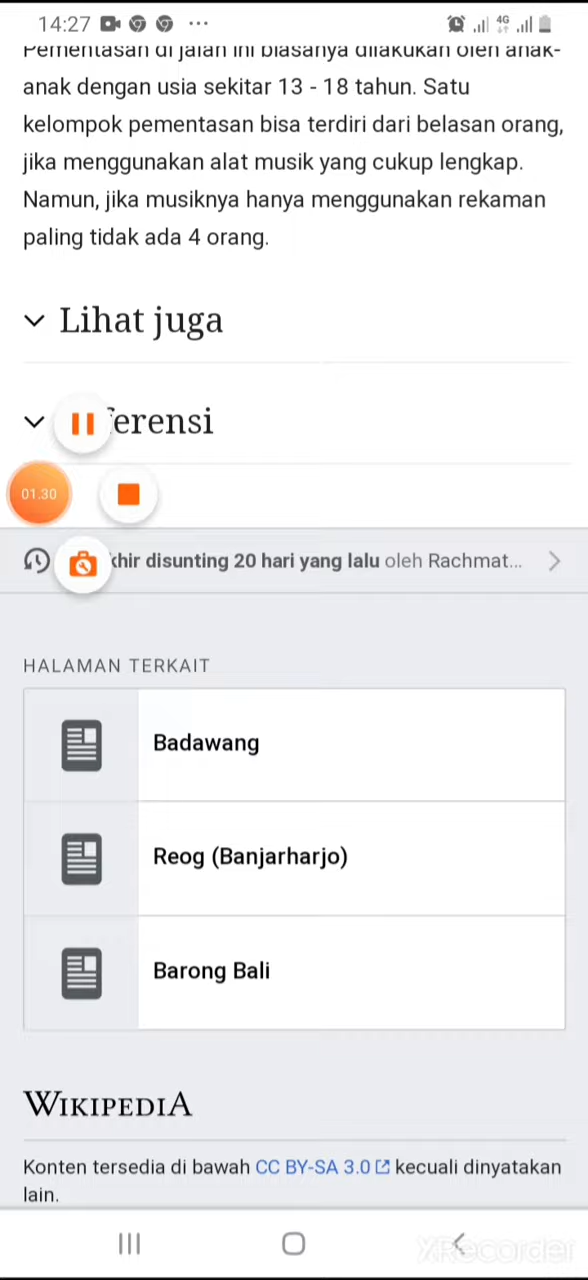 14:27
4G
Pementasan di jalan ini biasanya dilakukan oleh anak-
anak dengan usia sekitar 13 - 18 tahun. Satu
kelompok pementasan bisa terdiri dari belasan orang,
jika menggunakan alat musik yang cukup lengkap.
Namun, jika musiknya hanya menggunakan rekaman
paling tidak ada 4 orang.
Lihat juga
ferensi
01.30
khir disunting 20 hari yang lalu oleh Rachmat...
HALAMAN TERKAIT
Badawang
Reog (Banjarharjo)
Barong Bali
WIKIPEDIA
Konten tersedia di bawah CC BY-SA 3.0 kecuali dinyatakan
lain.
XRecorder